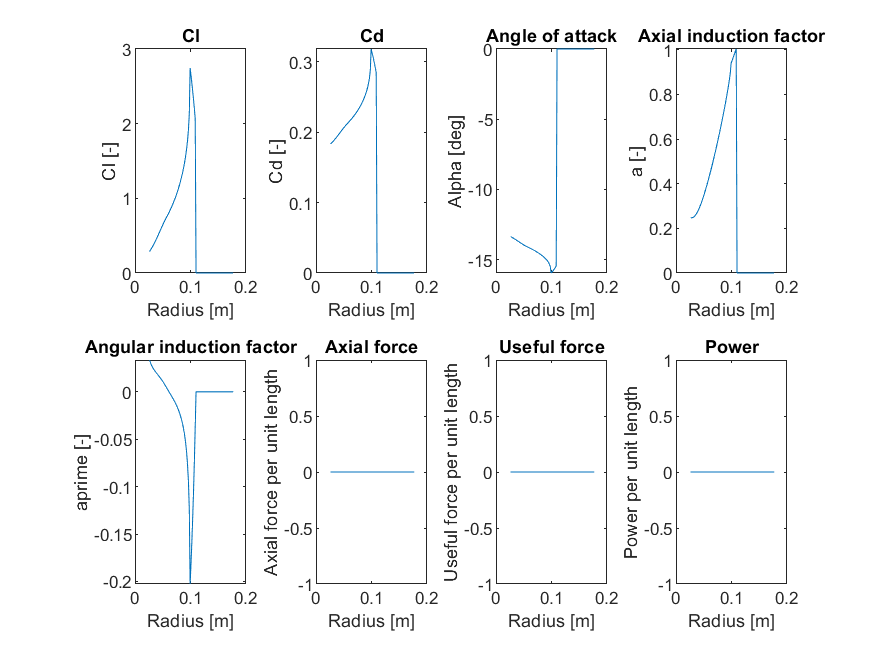 Cl
3
2
1
0
Cl [-]
0 0.1 0.2
Radius [m]
Cd
0.3
0.2
0.1
0
Cd [-]
0 0.1 0.2
Radius [m]
Angle of attack
0
-5
-10
-15
Alpha [deg]
0 0.1 0.2
Radius [m]
Axial induction factor
1
0.8
0.6
0.4
0.2
0
a [-]
0 0.1 0.2
Radius [m]
Angular induction factor
0
-0.05
-0.1
-0.15
-0.2
aprime [-]
0 0.1 0.2
Radius [m]
Axial force
1
0.5
0
-0.5
-1
Axial force per unit length
0 0.1 0.2
Radius [m]
Useful force
1
0.5
0
-0.5
-1
Useful force per unit length
0 0.1 0.2
Radius [m]
Power
1
0.5
0
-0.5
-1
Power per unit length
0 0.1 0.2
Radius [m]